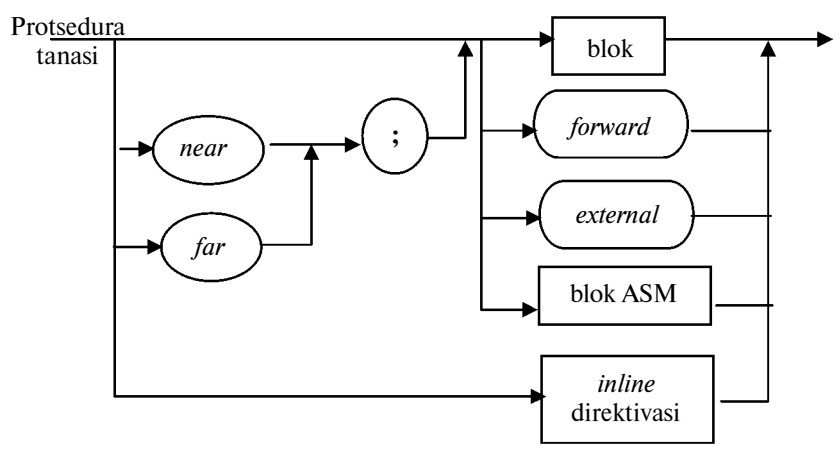 Protsedura
tanasi
blok
near
;
forward
far
external
blok ASM
inline
direktivasi